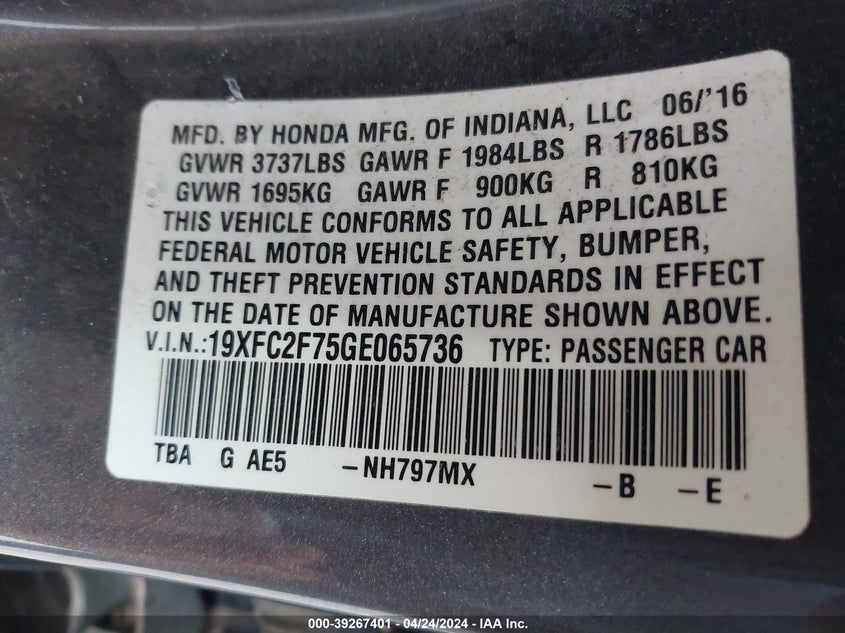 MFD. BY HONDA MFG. OF INDIANA, LLC 06/'16
GVWR 3737LBS GAWR F 1984LBS R 1786LBS
GVWR 1695KG GAWR F 900KG R 810KG
THIS VEHICLE CONFORMS TO ALL APPLICABLE
FEDERAL MOTOR VEHICLE SAFETY, BUMPER,
AND THEFT PREVENTION STANDARDS IN EFFECT
ON THE DATE OF MANUFACTURE SHOWN ABOVE.
V.I.N.:19XFC2F75GE065736 TYPE: PASSENGER CAR
TBA G AE5 -NH797MX -B -E
000-39267401 - 04/24/2024 - IAA Inc.